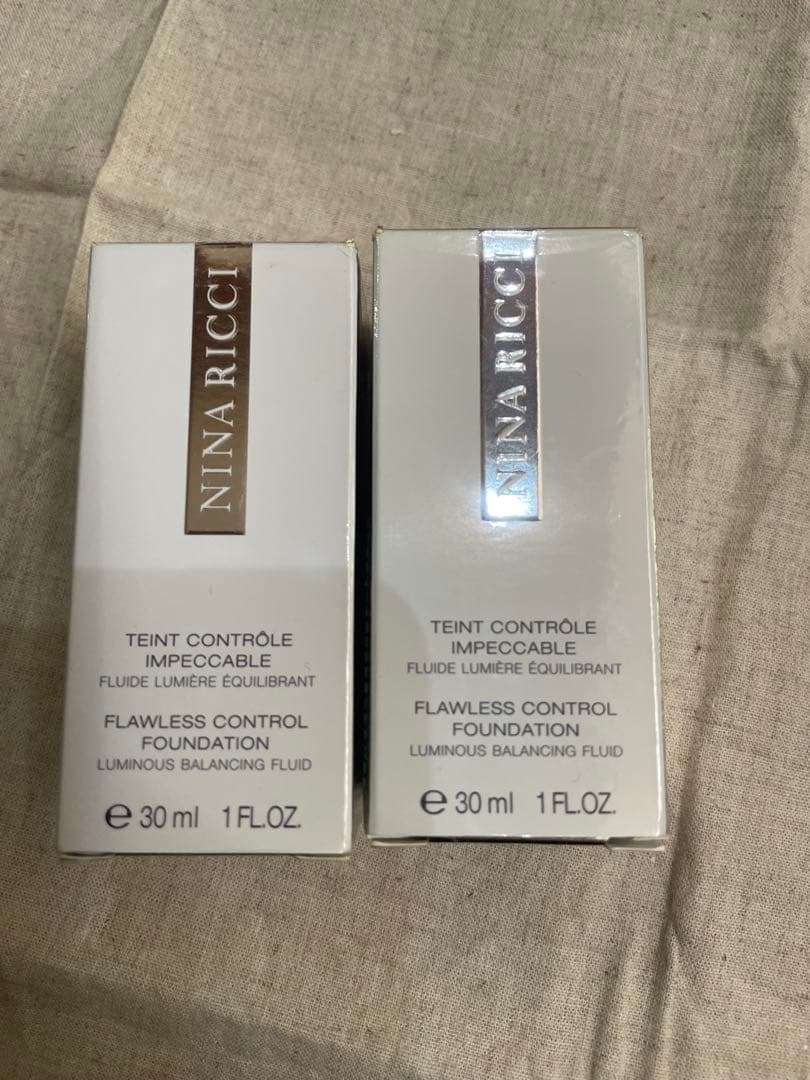 NINA RICCI
TEINT CONTRÔLE
IMPECCABLE
FLUIDE LUMIÈRE ÉQUILIBRANT
FLAWLESS CONTROL
FOUNDATION
LUMINOUS BALANCING FLUID
℮ 30 ml 1 FL.OZ.
NINA RICCI
TEINT CONTRÔLE
IMPECCABLE
FLUIDE LUMIÈRE ÉQUILIBRANT
FLAWLESS CONTROL
FOUNDATION
LUMINOUS BALANCING FLUID
℮ 30 ml 1 FL.OZ.